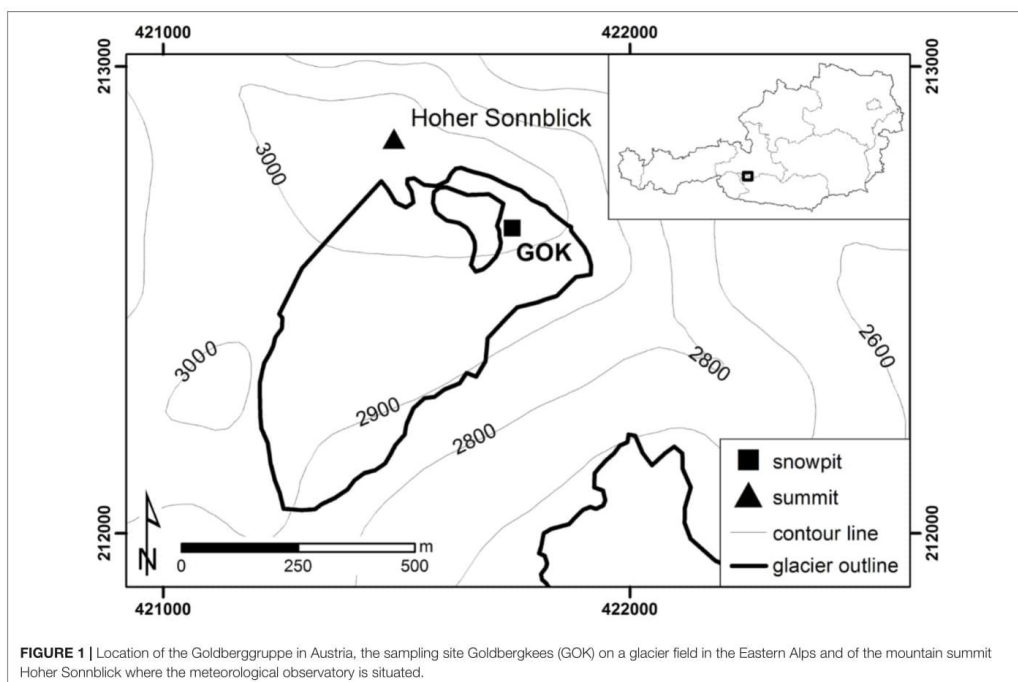 421000
422000
213000
213000
Hoher Sonnblick
3000
GOK
3000
2900
2800
2800
2600
snowpit
summit
contour line
glacier outline
212000
212000
N
m
0
250
500
421000
422000
FIGURE 1 | Location of the Goldberggruppe in Austria, the sampling site Goldbergkees (GOK) on a glacier field in the Eastern Alps and of the mountain summit
Hoher Sonnblick where the meteorological observatory is situated.